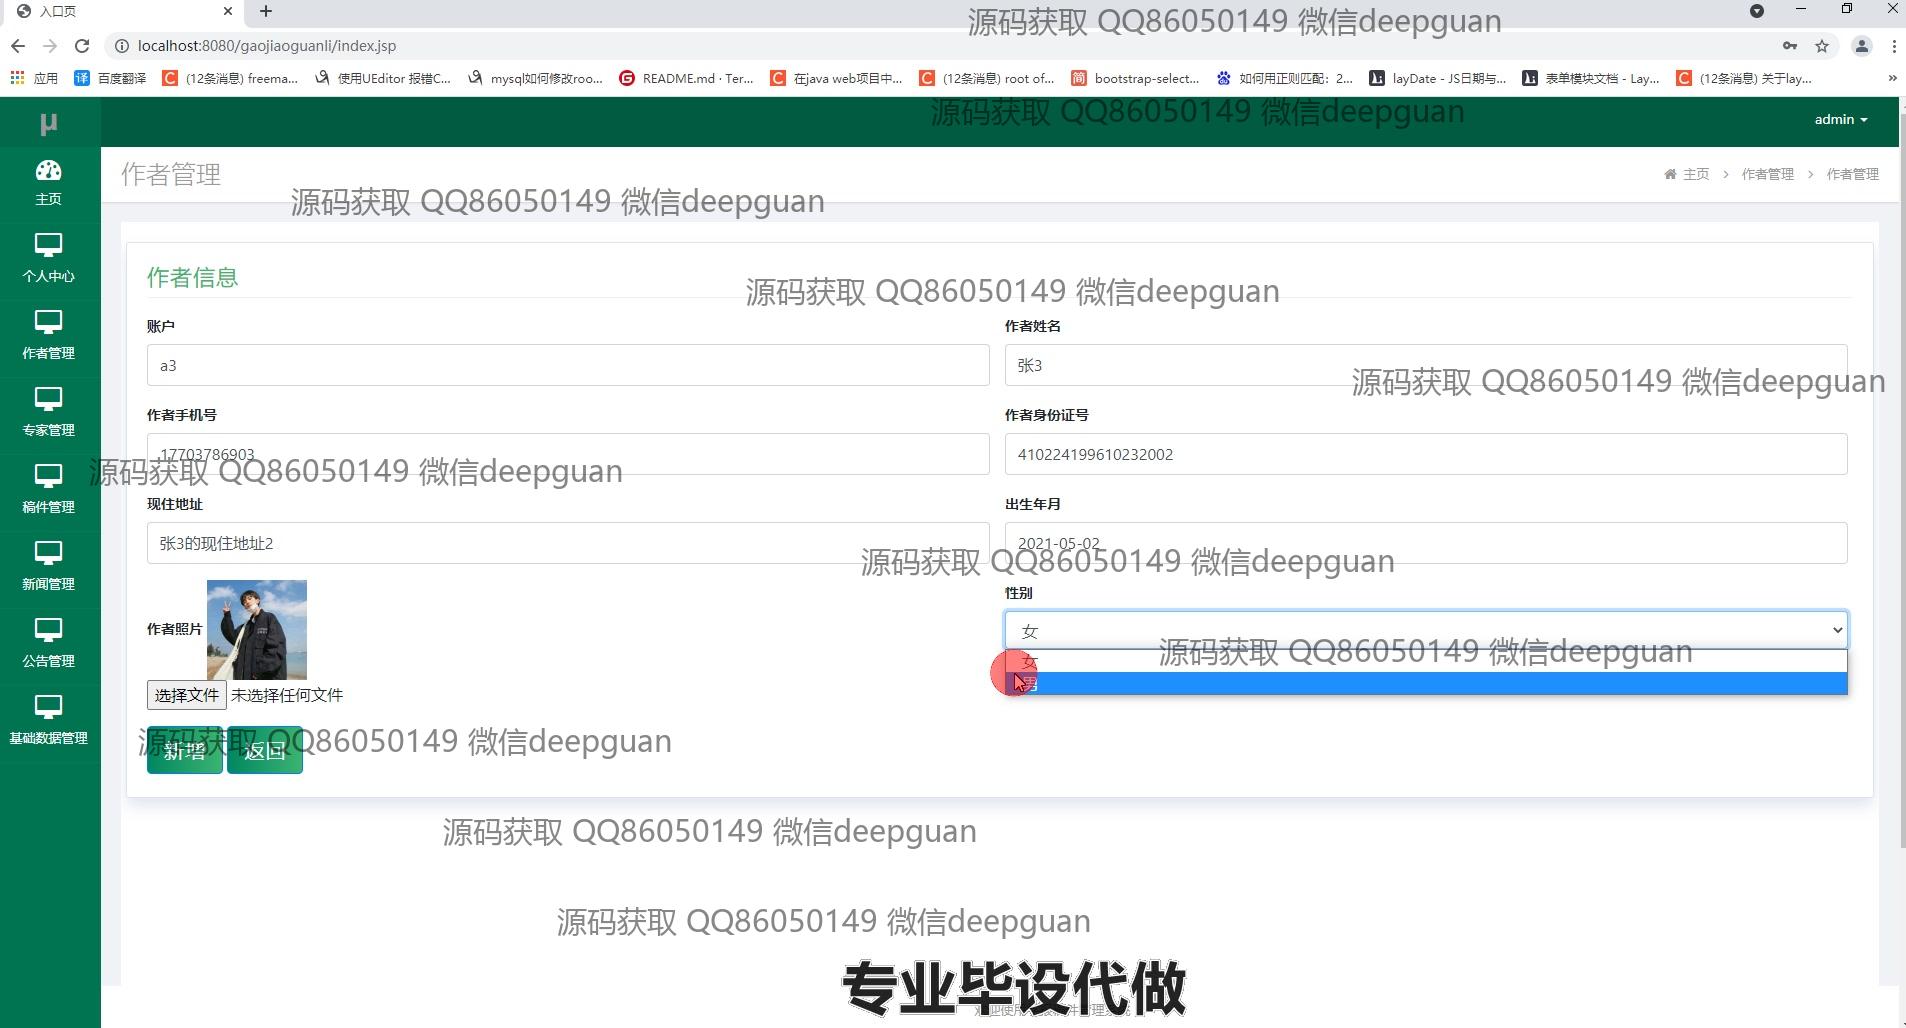 入口页
源码获取 QQ86050149 微信deepguan
localhost:8080/gaojiaoguanli/index.jsp
应用 百度翻译 (12条消息) freema... 使用UEditor 报错C... mysql如何修改roo... README.md · Ter... 在java web项目中... (12条消息) root of... bootstrap-select... 如何用正则匹配：2... layDate - JS日期与... 表单模块文档 - Lay... (12条消息) 关于lay... »
μ
源码获取 QQ86050149 微信deepguan
admin
主页
作者管理
主页 > 作者管理 > 作者管理
源码获取 QQ86050149 微信deepguan
个人中心
作者信息
源码获取 QQ86050149 微信deepguan
账户
作者姓名
作者管理
a3
张3
源码获取 QQ86050149 微信deepguan
作者手机号
作者身份证号
专家管理
17703786903
410224199610232002
源码获取 QQ86050149 微信deepguan
稿件管理
现住地址
出生年月
张3的现住地址2
2021-05-02
源码获取 QQ86050149 微信deepguan
新闻管理
作者照片
性别
女
源码获取 QQ86050149 微信deepguan
女
男
公告管理
选择文件 未选择任何文件
基础数据管理
新增 返回
源码获取 QQ86050149 微信deepguan
源码获取 QQ86050149 微信deepguan
源码获取 QQ86050149 微信deepguan
专业毕设代做